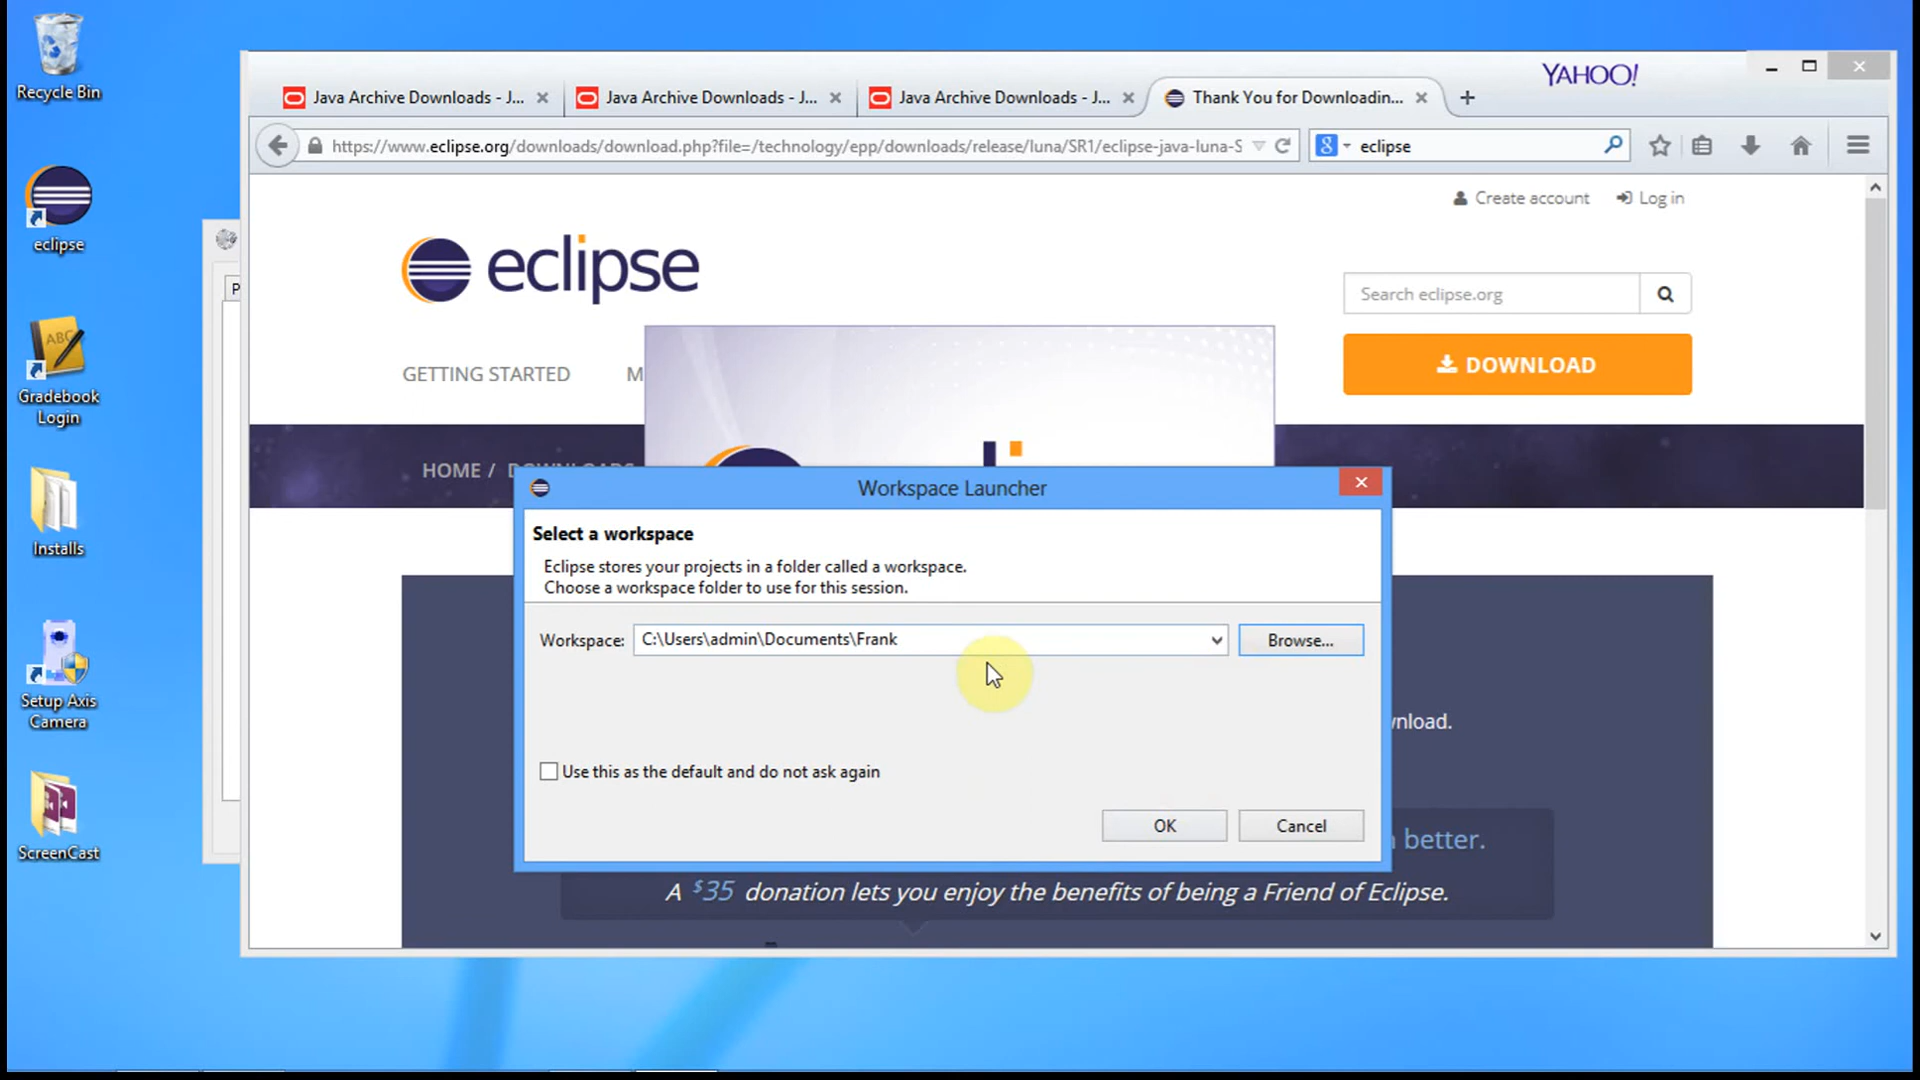 Recycle Bin
eclipse
Gradebook
Login
Installs
Setup Axis
Camera
ScreenCast
P
YAHOO!
Java Archive Downloads - J...
Java Archive Downloads - J...
Java Archive Downloads - J...
Thank You for Downloadin...
https://www.eclipse.org/downloads/download.php?file=/technology/epp/downloads/release/luna/SR1/eclipse-java-luna-S
eclipse
Create account
Log in
eclipse
Search eclipse.org
DOWNLOAD
GETTING STARTED M
HOME / DOWNLOADS
Workspace Launcher
Select a workspace
Eclipse stores your projects in a folder called a workspace.
Choose a workspace folder to use for this session.
Workspace: C:\Users\admin\Documents\Frank
Browse...
wnload.
Use this as the default and do not ask again
OK
Cancel
better.
A $35 donation lets you enjoy the benefits of being a Friend of Eclipse.